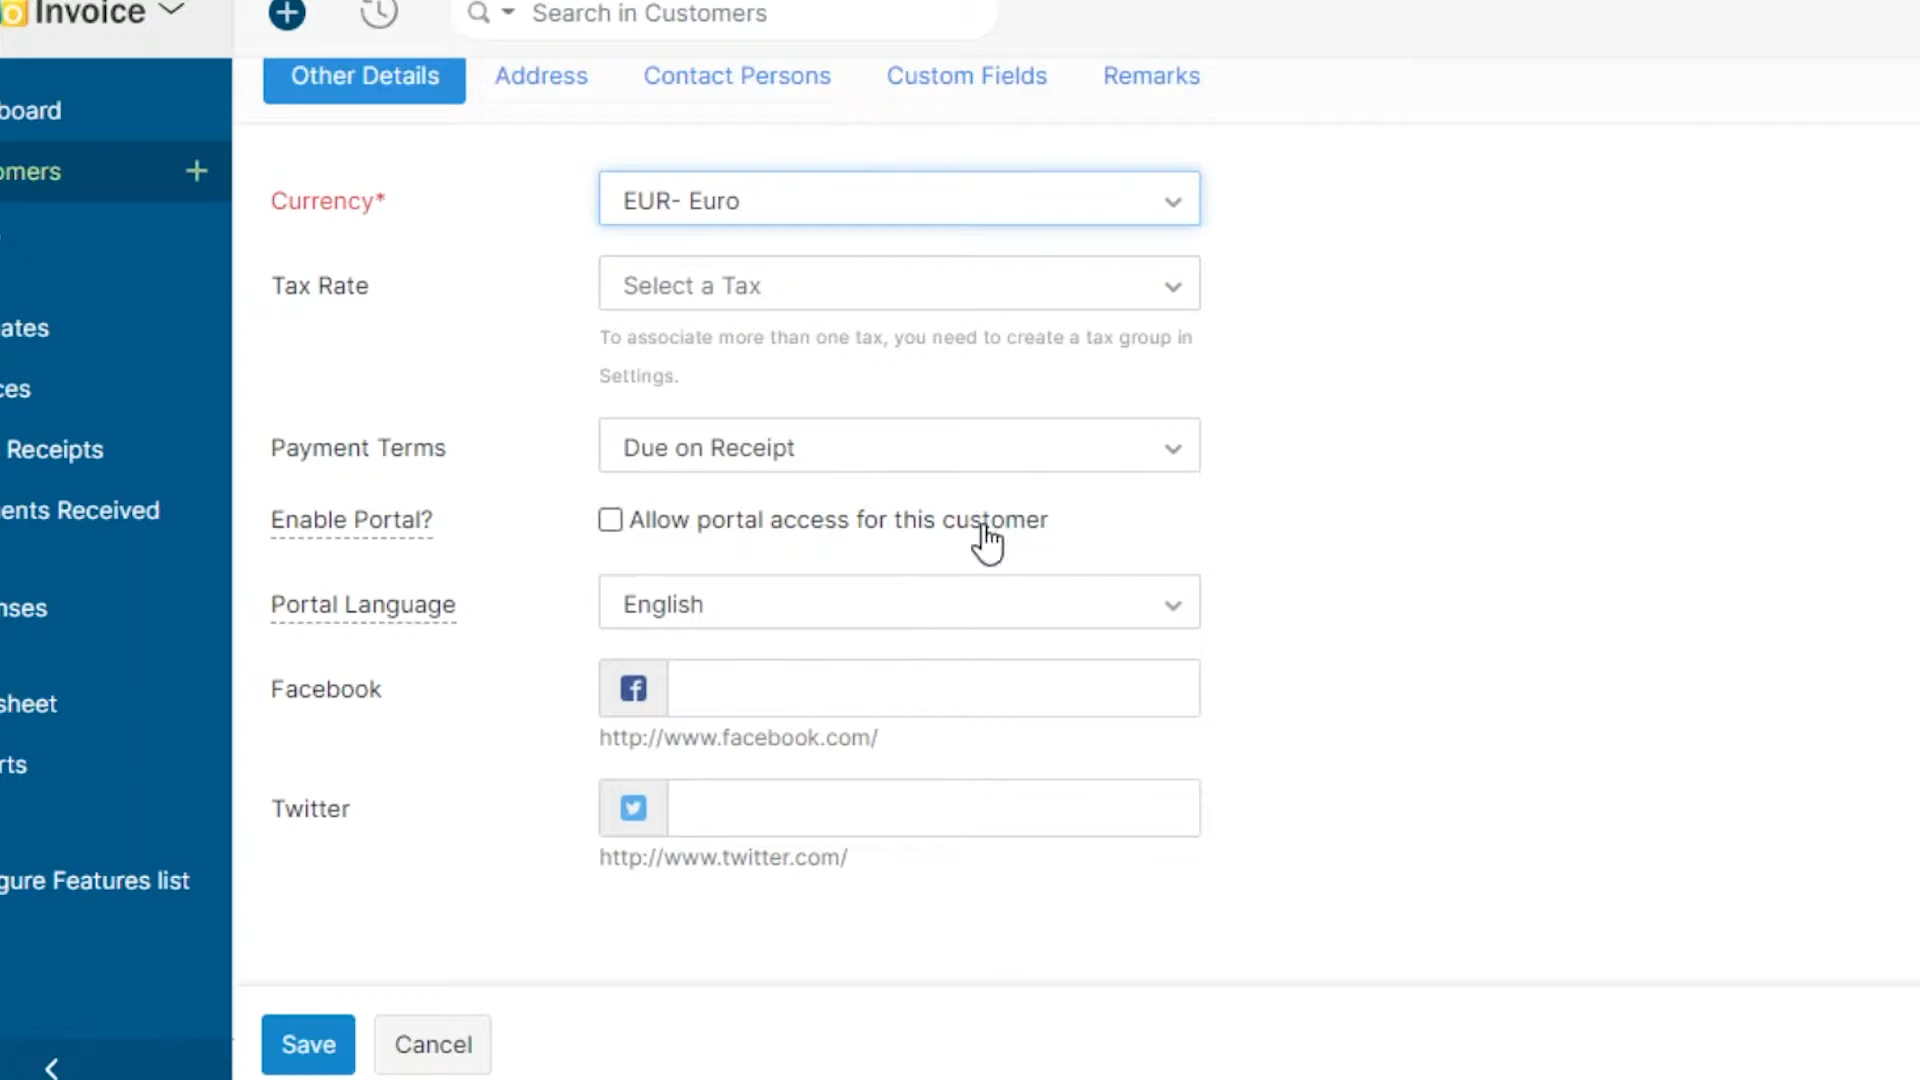 Invoice
Search in Customers
Other Details
Address
Contact Persons
Custom Fields
Remarks
board
omers
ates
ces
Receipts
ents Received
nses
sheet
rts
gure Features list
Currency*
EUR- Euro
Tax Rate
Select a Tax
To associate more than one tax, you need to create a tax group in
Settings.
Payment Terms
Due on Receipt
Enable Portal?
Allow portal access for this customer
Portal Language
English
Facebook
http://www.facebook.com/
Twitter
http://www.twitter.com/
Save
Cancel